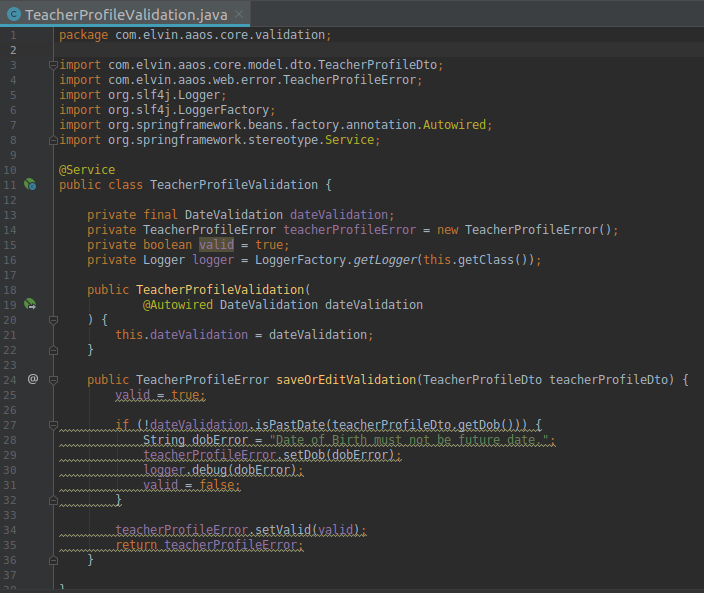 TeacherProfileValidation.java
1 package com.elvin.aaos.core.validation;
2
3 import com.elvin.aaos.core.model.dto.TeacherProfileDto;
4 import com.elvin.aaos.web.error.TeacherProfileError;
5 import org.slf4j.Logger;
6 import org.slf4j.LoggerFactory;
7 import org.springframework.beans.factory.annotation.Autowired;
8 import org.springframework.stereotype.Service;
9
10 @Service
11 public class TeacherProfileValidation {
12
13 private final DateValidation dateValidation;
14 private TeacherProfileError teacherProfileError = new TeacherProfileError();
15 private boolean valid = true;
16 private Logger logger = LoggerFactory.getLogger(this.getClass());
17
18 public TeacherProfileValidation(
19 @Autowired DateValidation dateValidation
20 ) {
21 this.dateValidation = dateValidation;
22 }
23
24 @ public TeacherProfileError saveOrEditValidation(TeacherProfileDto teacherProfileDto) {
25 valid = true;
26
27 if (!dateValidation.isPastDate(teacherProfileDto.getDob())) {
28 String dobError = "Date of Birth must not be future date.";
29 teacherProfileError.setDob(dobError);
30 logger.debug(dobError);
31 valid = false;
32 }
33
34 teacherProfileError.setValid(valid);
35 return teacherProfileError;
36 }
37
38 }